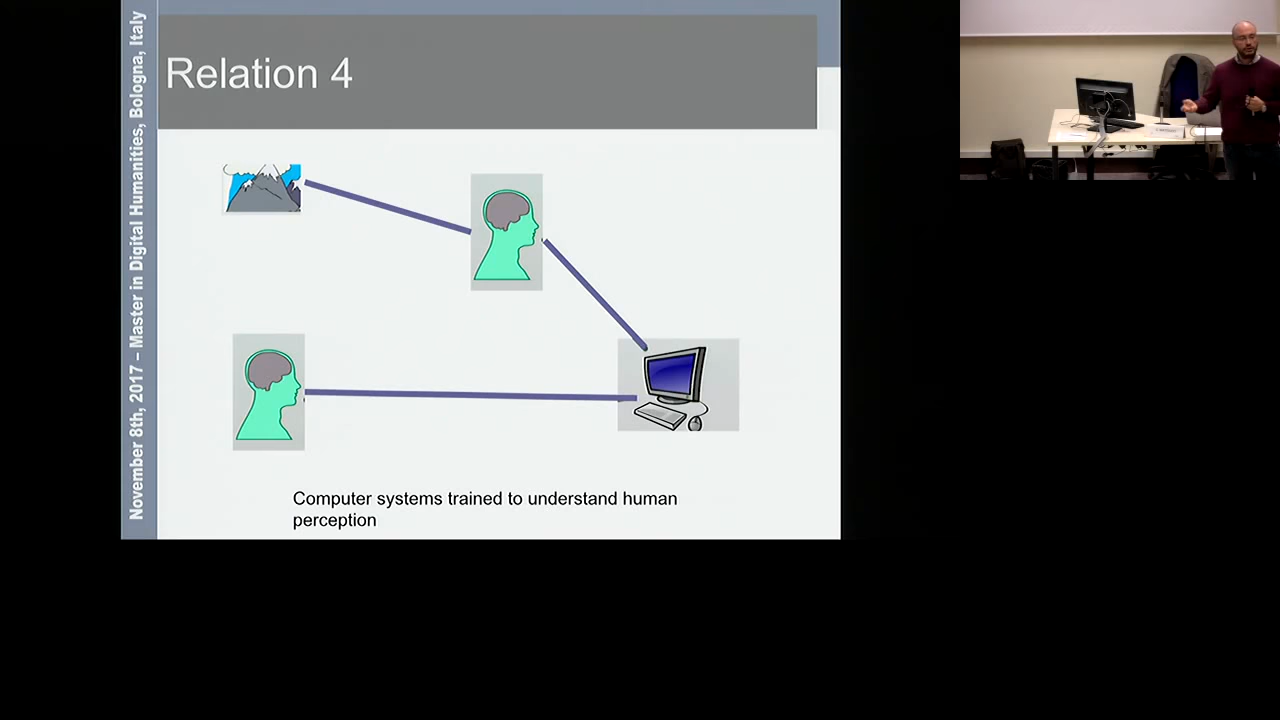 Relation 4
November 8th, 2017 – Master in Digital Humanities, Bologna, Italy
Computer systems trained to understand human
perception